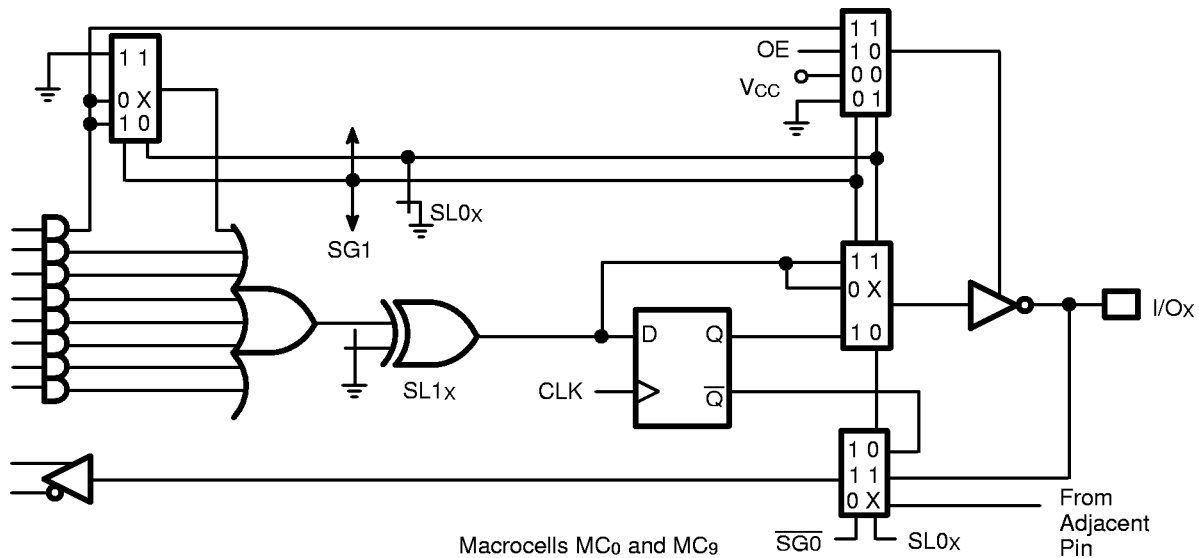 1 1
0 X
1 0
1 1
OE
1 0
VCC
0 0
0 1
SL0X
SG1
1 1
0 X
1 0
I/OX
D Q
SL1X
CLK
Q̅
1 0
1 1
0 X
From
Adjacent
Pin
S̅G̅0̅
SL0X
Macrocells MC0 and MC9